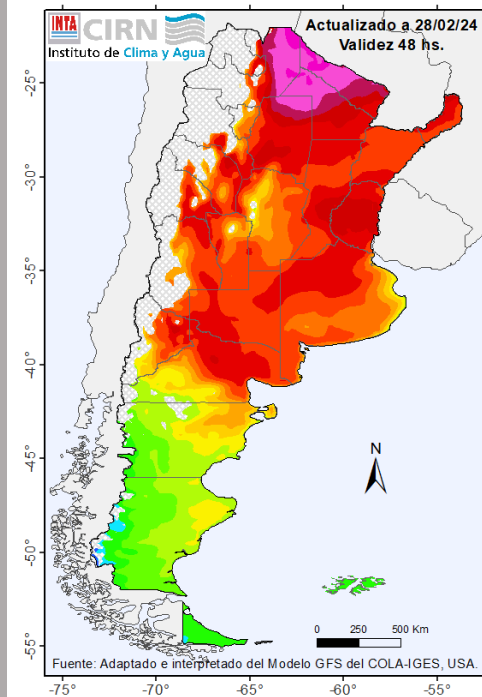 INTA CIRN
Instituto de Clima y Agua
Actualizado a 28/02/24
Validez 48 hs.
-25°
-30°
-35°
-40°
-45°
-50°
-55°
N
0 250 500 Km
Fuente: Adaptado e interpretado del Modelo GFS del COLA-IGES, USA.
-75° -70° -65° -60° -55°